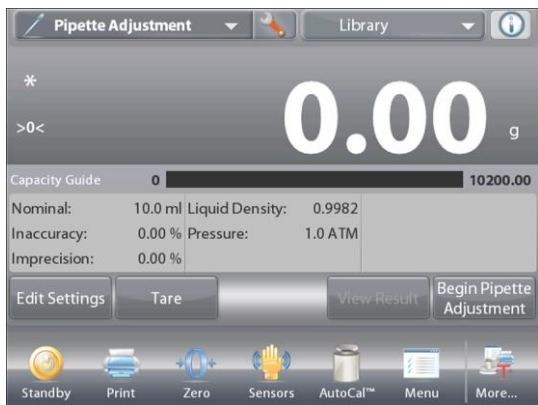 Pipette Adjustment Library
*
>0<
0.00 g
Capacity Guide 0 10200.00
Nominal: 10.0 ml Liquid Density: 0.9982
Inaccuracy: 0.00 % Pressure: 1.0 ATM
Imprecision: 0.00 %
Edit Settings Tare View Result Begin Pipette
Adjustment
Standby Print Zero Sensors AutoCal™ Menu More...